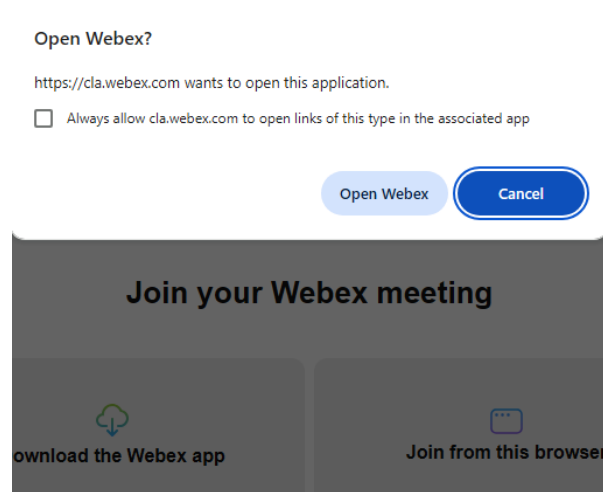 Open Webex?
https://cla.webex.com wants to open this application.
Always allow cla.webex.com to open links of this type in the associated app
Open Webex
Cancel
Join your Webex meeting
ownload the Webex app
Join from this browser